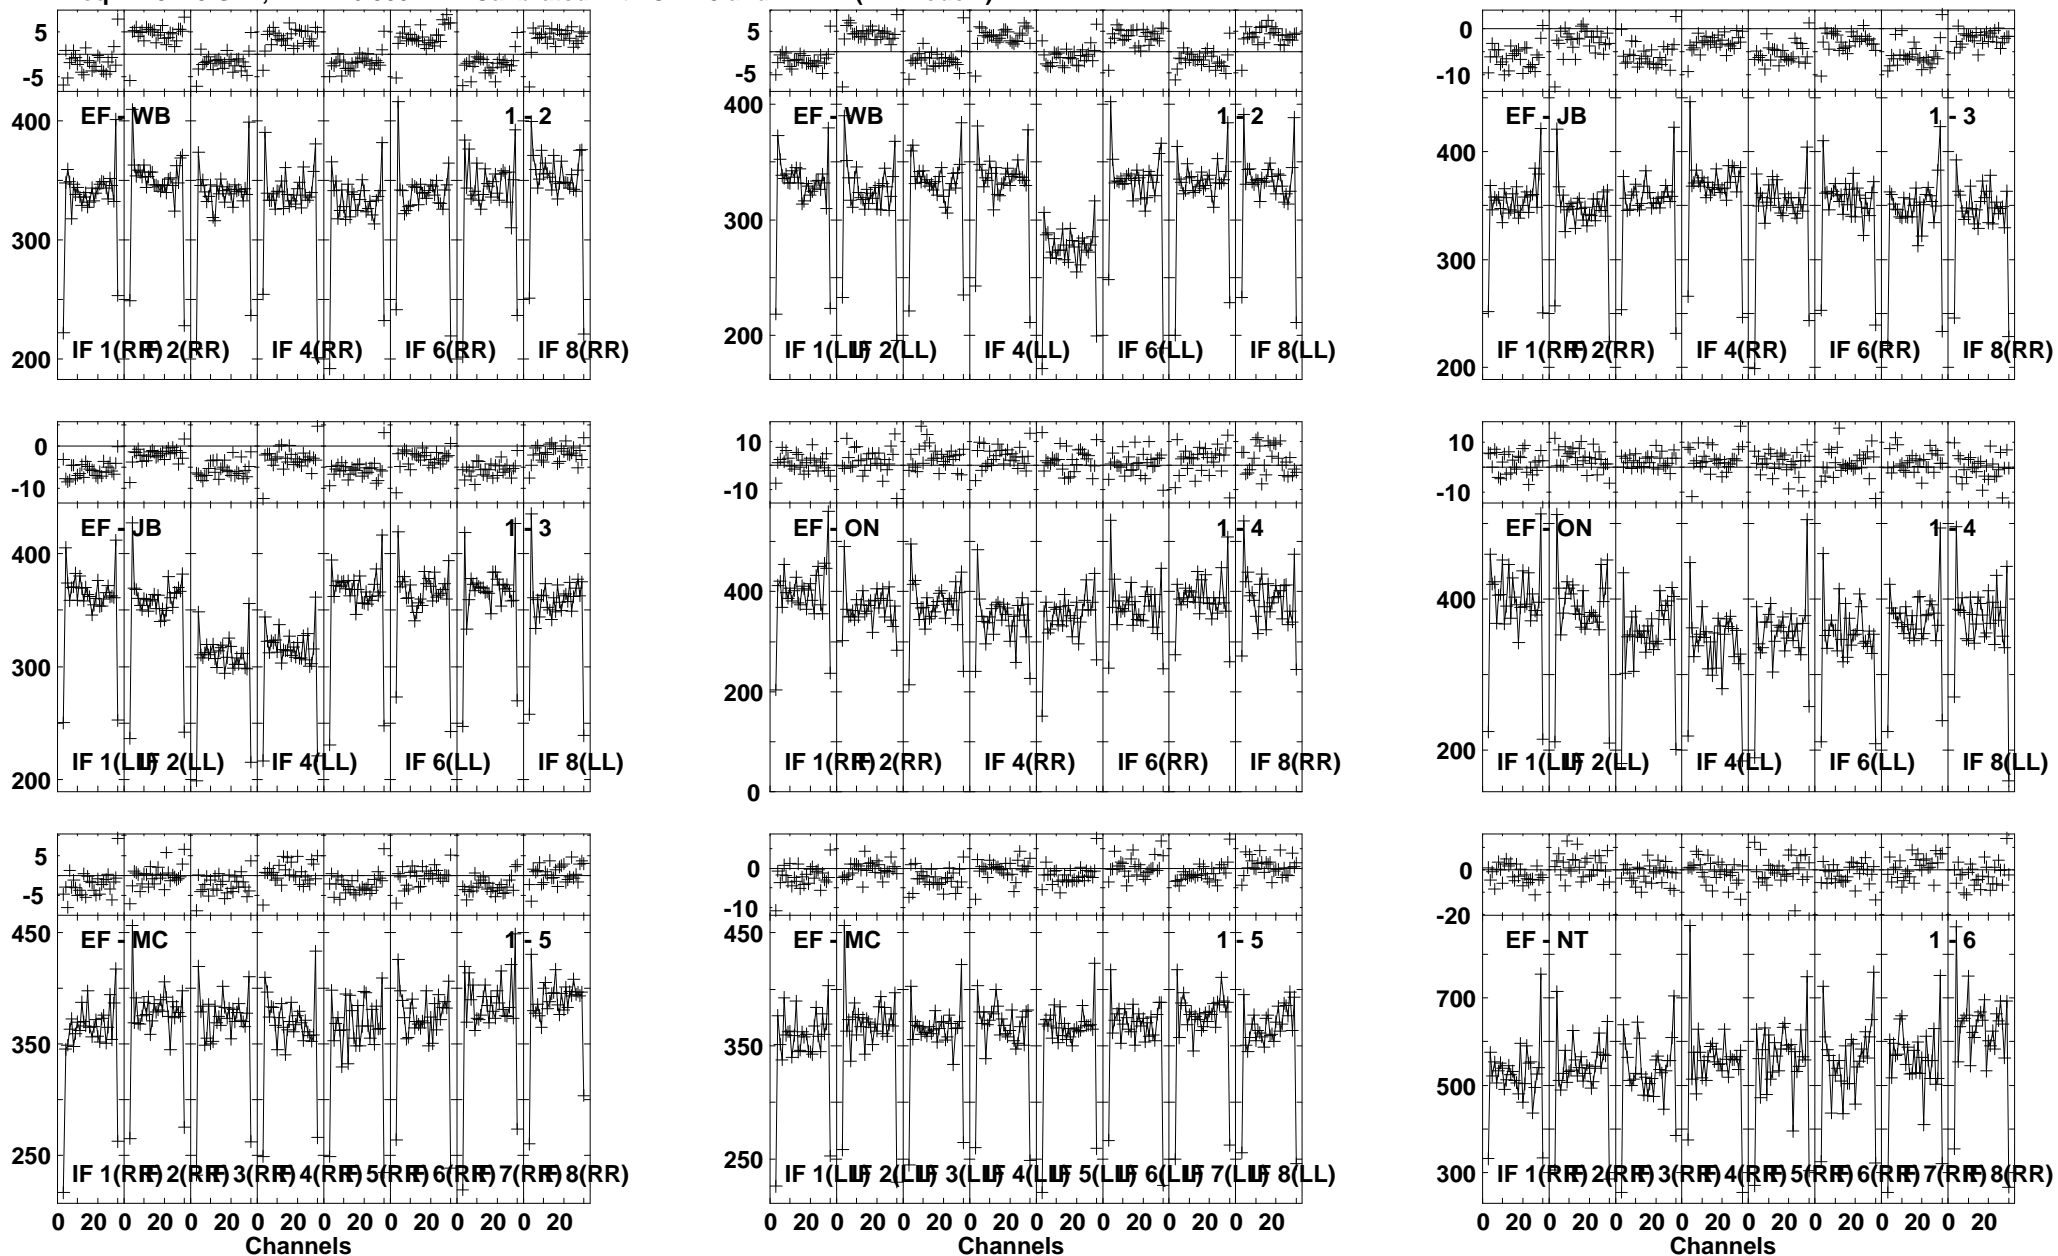 5 5 0
-5 -5 -10
EF - WB 1 - 2 EF - WB 1 - 2 EF - JB 1 - 3
400 400 400
300 300 300
200 200 200
IF 1(RR) IF 2(RR) IF 4(RR) IF 6(RR) IF 8(RR) IF 1(LL) IF 2(LL) IF 4(LL) IF 6(LL) IF 8(LL) IF 1(RR) IF 2(RR) IF 4(RR) IF 6(RR) IF 8(RR)
0 10 10
-10 -10 -10
EF - JB 1 - 3 EF - ON 1 - 4 EF - ON 1 - 4
400 600 400
300 400 200
200 200
0
IF 1(LL) IF 2(LL) IF 4(LL) IF 6(LL) IF 8(LL) IF 1(RR) IF 2(RR) IF 4(RR) IF 6(RR) IF 8(RR) IF 1(LL) IF 2(LL) IF 4(LL) IF 6(LL) IF 8(LL)
5 0 0
-5 -10 -20
EF - MC 1 - 5 EF - MC 1 - 5 EF - NT 1 - 6
450 450 700
350 350 500
250 250 300
IF 1(RR) IF 2(RR) IF 3(RR) IF 4(RR) IF 5(RR) IF 6(RR) IF 7(RR) IF 8(RR) IF 1(LL) IF 2(LL) IF 3(LL) IF 4(LL) IF 5(LL) IF 6(LL) IF 7(LL) IF 8(LL) IF 1(RR) IF 2(RR) IF 3(RR) IF 4(RR) IF 5(RR) IF 6(RR) IF 7(RR) IF 8(RR)
0 20 0 20 0 20 0 20 0 20 0 20 0 20 0 20 0 20 0 20 0 20 0 20 0 20 0 20 0 20 0 20 0 20 0 20 0 20 0 20 0 20 0 20 0 20 0 20
Channels Channels Channels